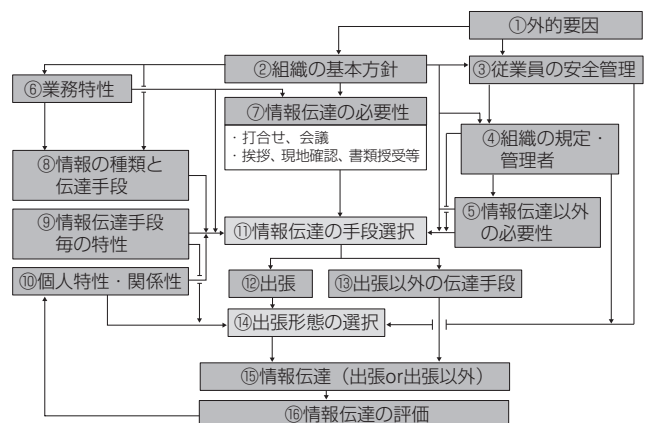 ①外的要因
②組織の基本方針
③従業員の安全管理
⑥業務特性
⑦情報伝達の必要性
・打合せ、会議
・挨拶、現地確認、書類授受等
④組織の規定・
管理者
⑧情報の種類と
伝達手段
⑤情報伝達以外
の必要性
⑨情報伝達手段
毎の特性
⑪情報伝達の手段選択
⑩個人特性・関係性
⑫出張
⑬出張以外の伝達手段
⑭出張形態の選択
⑮情報伝達（出張or出張以外）
⑯情報伝達の評価